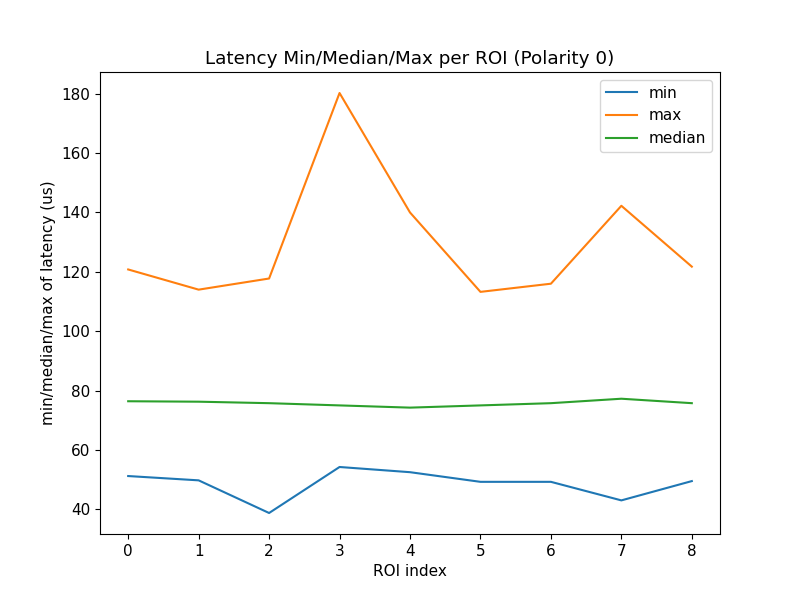 Latency Min/Median/Max per ROI (Polarity 0)
min
max
median
min/median/max of latency (us)
180
160
140
120
100
80
60
40
0 1 2 3 4 5 6 7 8
ROI index